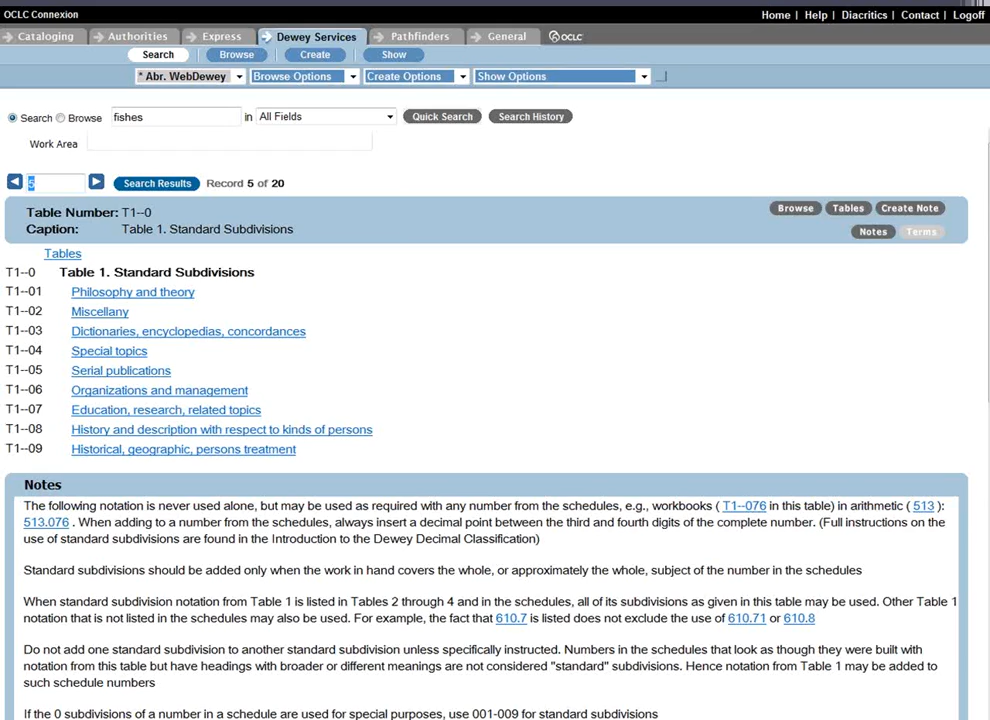 OCLC Connexion
Home | Help | Diacritics | Contact | Logoff
Cataloging Authorities Express Dewey Services Pathfinders General OCLC
Search Browse Create Show
* Abr. WebDewey Browse Options Create Options Show Options
Search Browse fishes in All Fields Quick Search Search History
Work Area
5 Search Results Record 5 of 20
Table Number: T1--0 Browse Tables Create Note
Caption: Table 1. Standard Subdivisions
Notes Terms
Tables
T1--0 Table 1. Standard Subdivisions
T1--01 Philosophy and theory
T1--02 Miscellany
T1--03 Dictionaries, encyclopedias, concordances
T1--04 Special topics
T1--05 Serial publications
T1--06 Organizations and management
T1--07 Education, research, related topics
T1--08 History and description with respect to kinds of persons
T1--09 Historical, geographic, persons treatment
Notes
The following notation is never used alone, but may be used as required with any number from the schedules, e.g., workbooks ( T1--076 in this table) in arithmetic ( 513 ):
513.076 . When adding to a number from the schedules, always insert a decimal point between the third and fourth digits of the complete number. (Full instructions on the
use of standard subdivisions are found in the Introduction to the Dewey Decimal Classification)
Standard subdivisions should be added only when the work in hand covers the whole, or approximately the whole, subject of the number in the schedules
When standard subdivision notation from Table 1 is listed in Tables 2 through 4 and in the schedules, all of its subdivisions as given in this table may be used. Other Table 1
notation that is not listed in the schedules may also be used. For example, the fact that 610.7 is listed does not exclude the use of 610.71 or 610.8
Do not add one standard subdivision to another standard subdivision unless specifically instructed. Numbers in the schedules that look as though they were built with
notation from this table but have headings with broader or different meanings are not considered "standard" subdivisions. Hence notation from Table 1 may be added to
such schedule numbers
If the 0 subdivisions of a number in a schedule are used for special purposes, use 001-009 for standard subdivisions